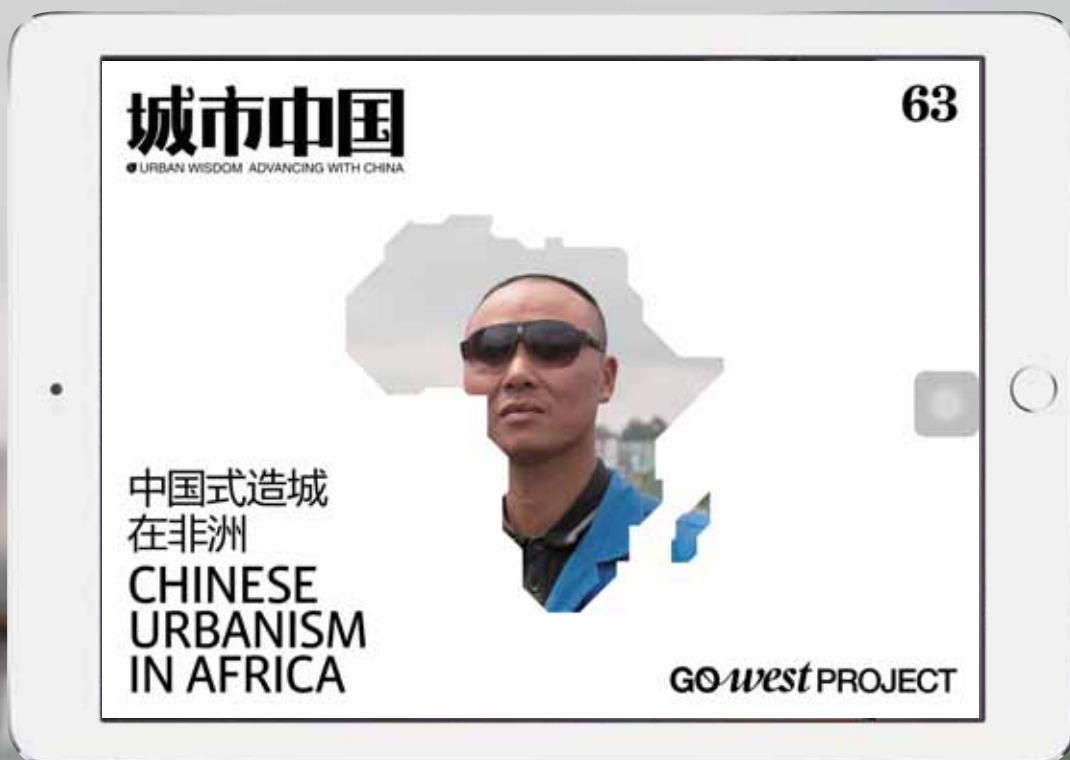 城市中国
URBAN WISDOM ADVANCING WITH CHINA
63
中国式造城
在非洲
CHINESE
URBANISM
IN AFRICA
GO west PROJECT